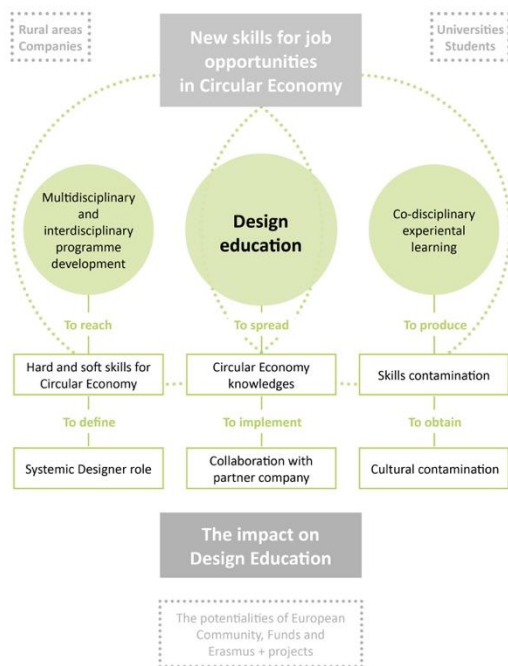 Rural areas
Companies
New skills for job
opportunities
in Circular Economy
Universities
Students
Multidisciplinary
and
interdisciplinary
programme
development
Design
education
Co-disciplinary
experiental
learning
To reach
To spread
To produce
Hard and soft skills for
Circular Economy
Circular Economy
knowledges
Skills contamination
To define
To implement
To obtain
Systemic Designer role
Collaboration with
partner company
Cultural contamination
The impact on
Design Education
The potentialities of European
Community, Funds and
Erasmus + projects